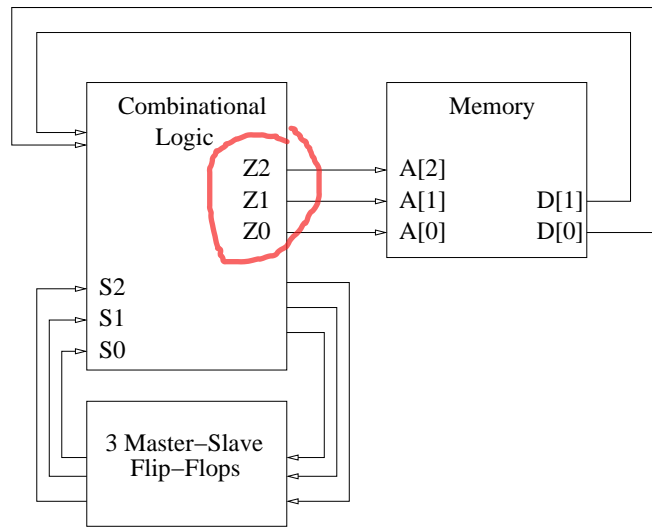 Combinational
Logic
Memory
Z2
A[2]
Z1
A[1]
D[1]
Z0
A[0]
D[0]
S2
S1
S0
3 Master–Slave
Flip–Flops